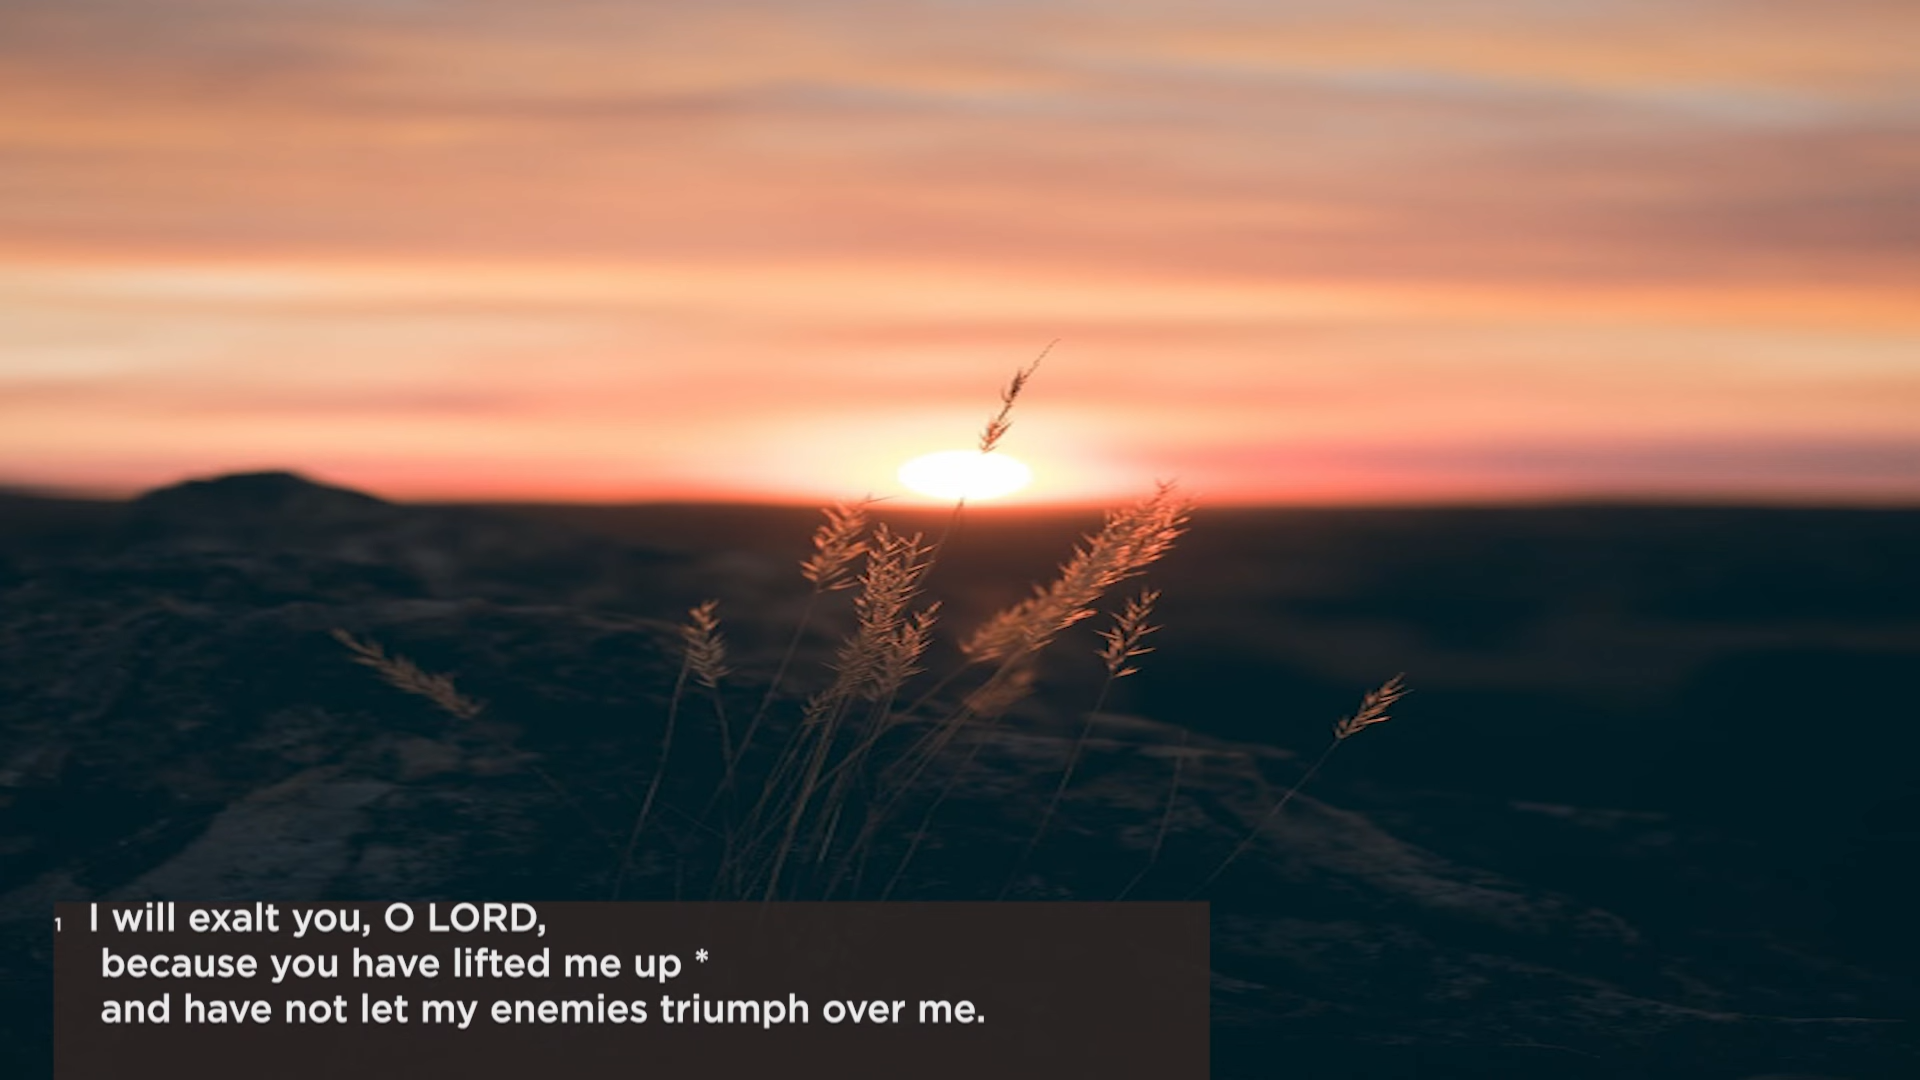 1 I will exalt you, O LORD,
because you have lifted me up *
and have not let my enemies triumph over me.